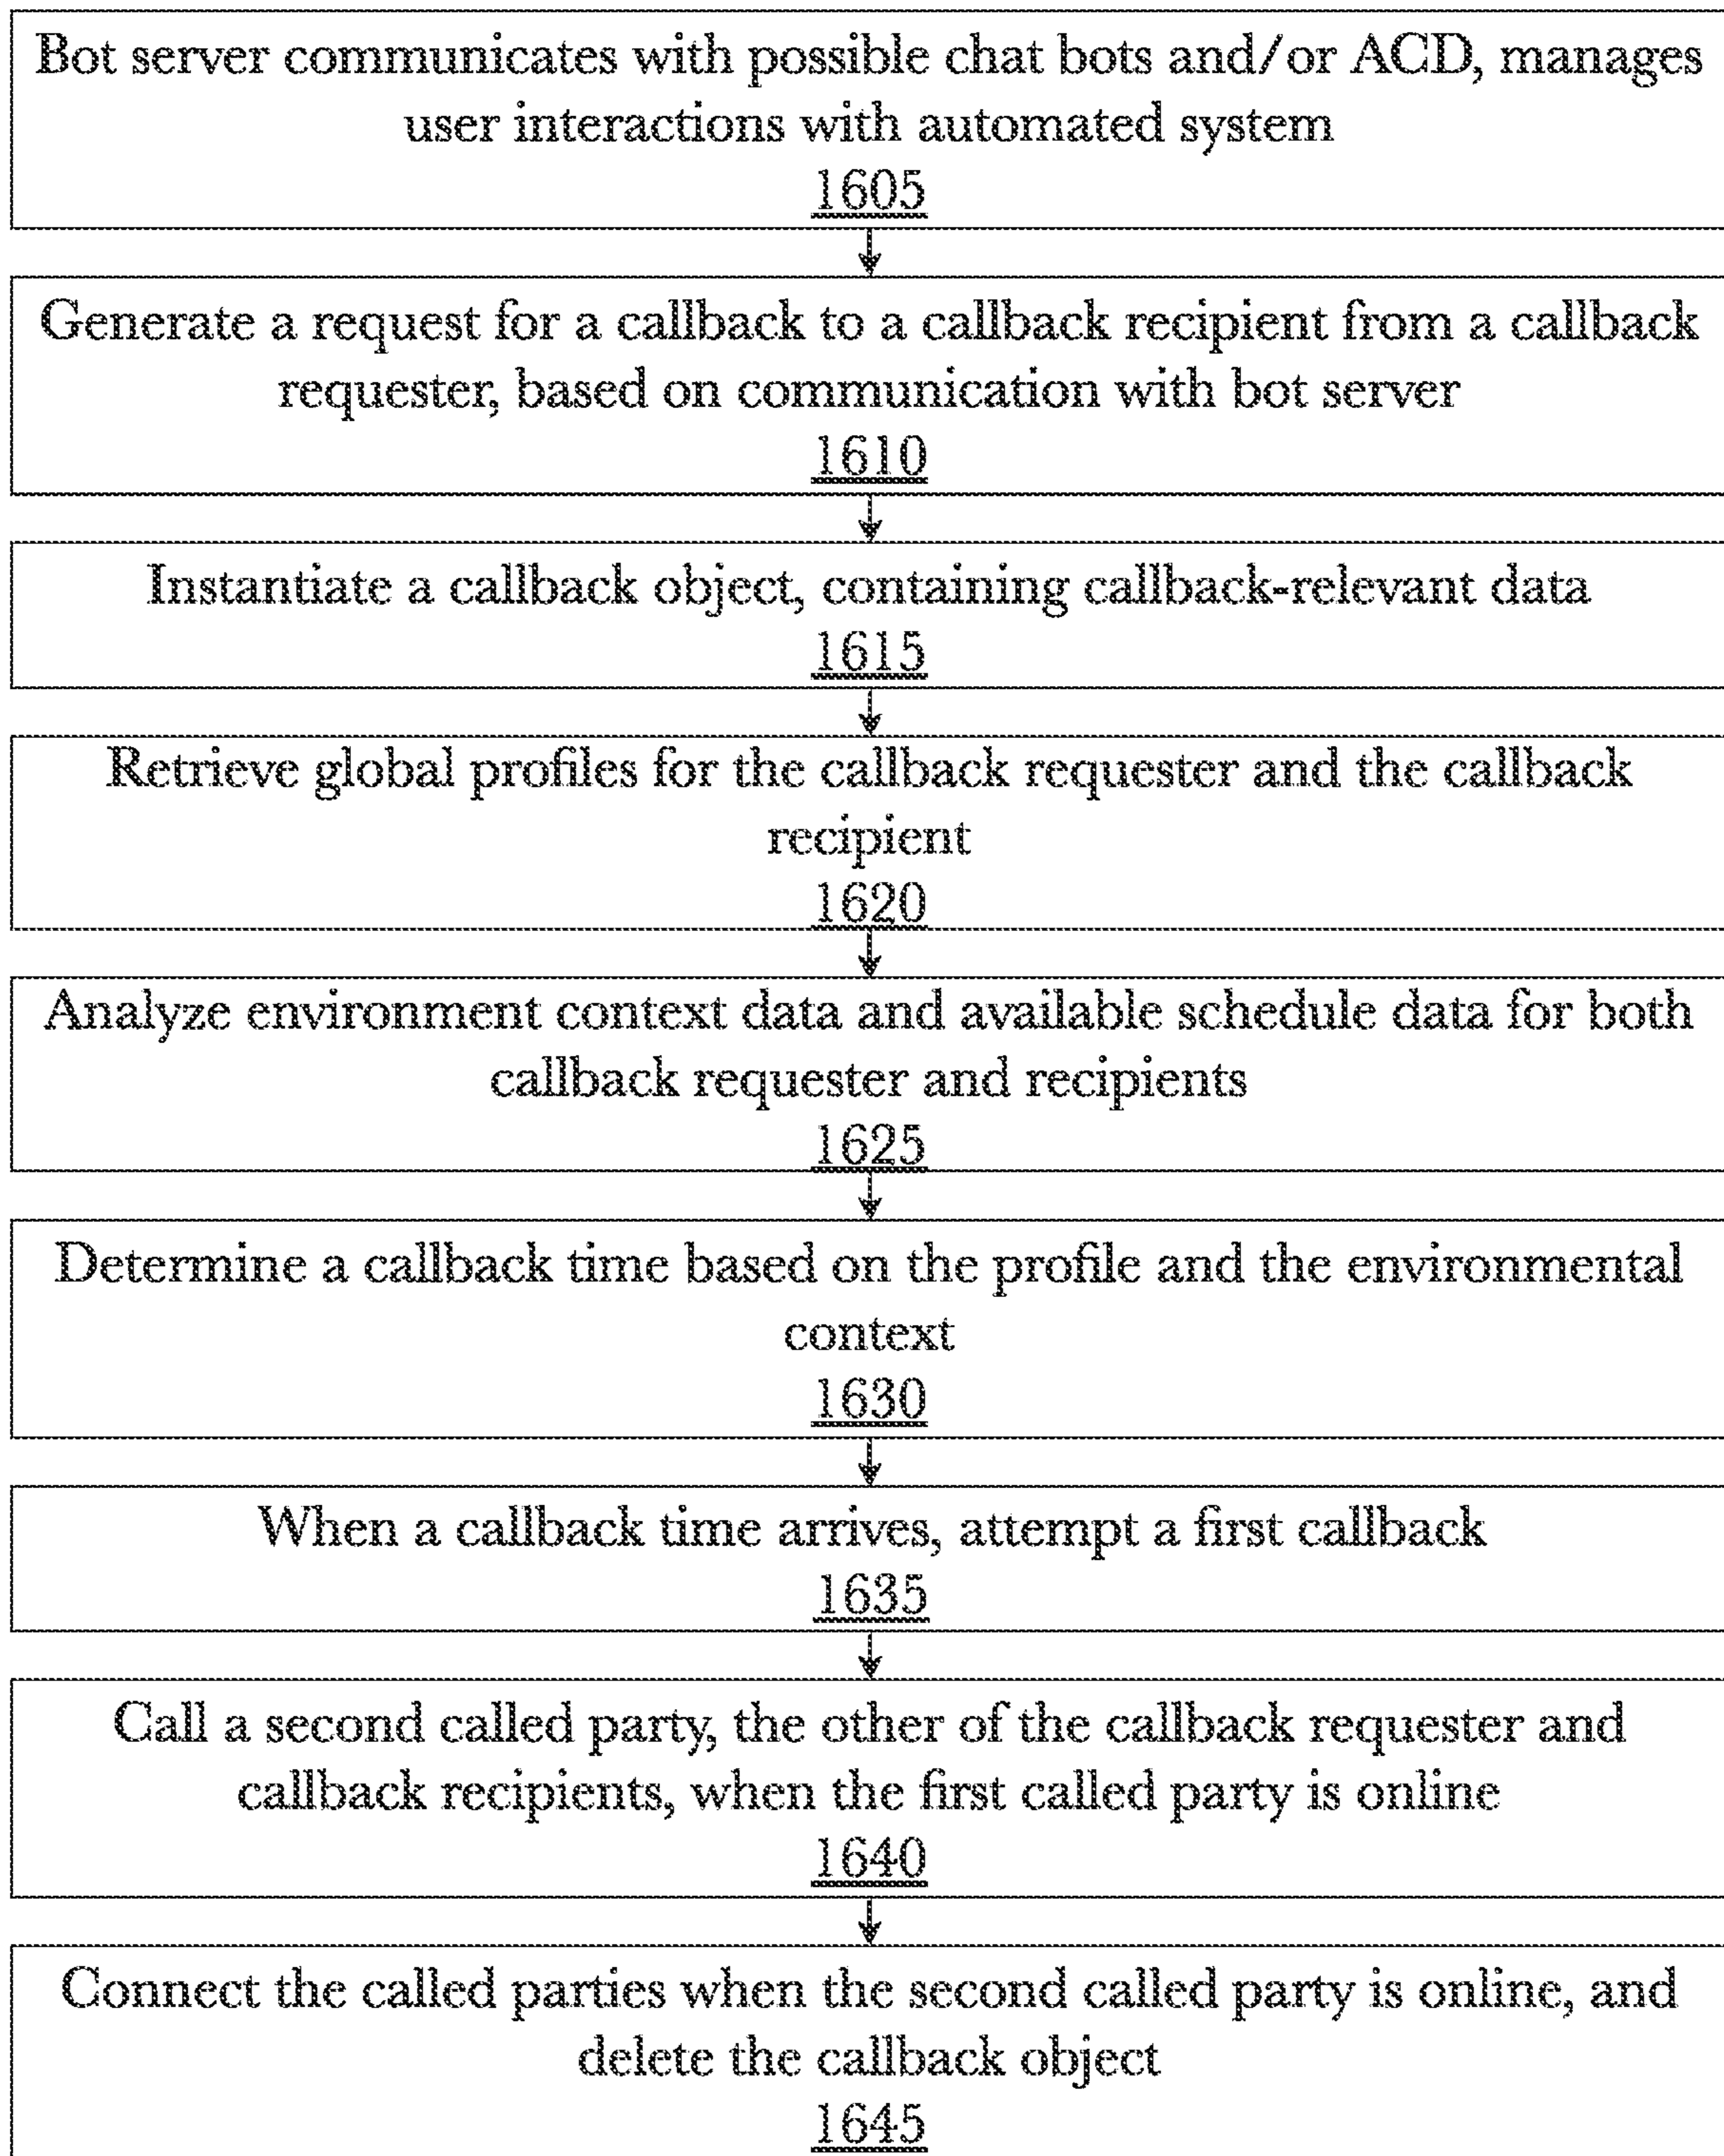 Bot server communicates with possible chat bots and/or ACD, manages
user interactions with automated system
1605
Generate a request for a callback to a callback recipient from a callback
requester, based on communication with bot server
1610
Instantiate a callback object, containing callback-relevant data
1615
Retrieve global profiles for the callback requester and the callback
recipient
1620
Analyze environment context data and available schedule data for both
callback requester and recipients
1625
Determine a callback time based on the profile and the environmental
context
1630
When a callback time arrives, attempt a first callback
1635
Call a second called party, the other of the callback requester and
callback recipients, when the first called party is online
1640
Connect the called parties when the second called party is online, and
delete the callback object
1645